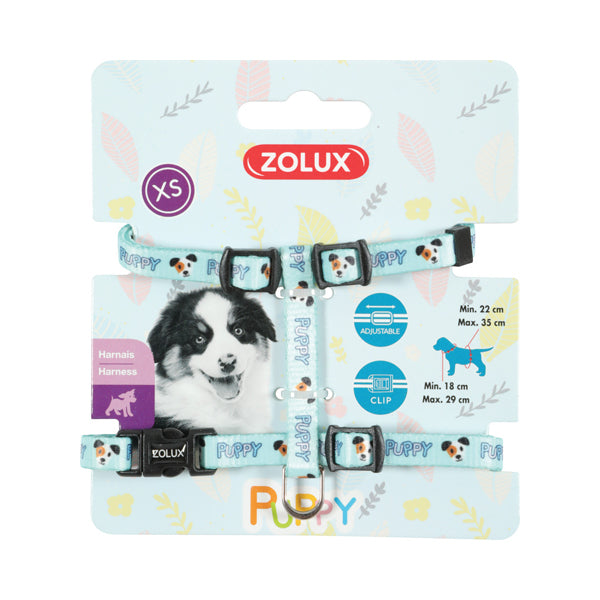 ZOLUX
XS
PUPPY
PUPPY
PUPPY
ADJUSTABLE
Min. 22 cm
Max. 35 cm
Harnais
Harness
CLIP
Min. 18 cm
Max. 29 cm
PUPPY
ZOLUX
PUPPY
PUPPY
PUPPY
PUPPY